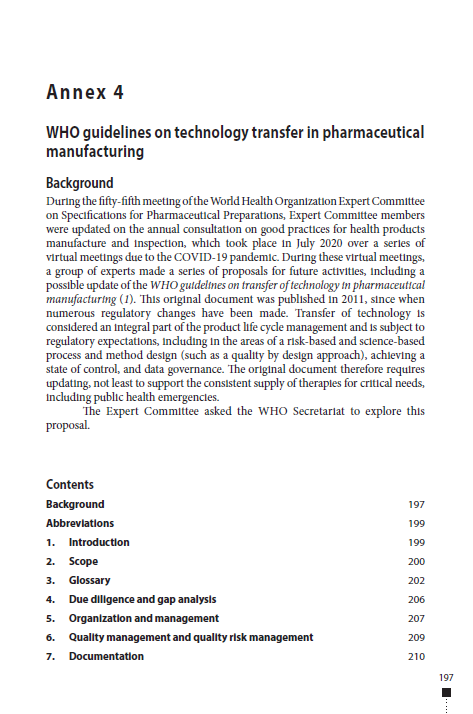 Annex 4
WHO guidelines on technology transfer in pharmaceutical
manufacturing
Background
During the fifty-fifth meeting of the World Health Organization Expert Committee
on Specifications for Pharmaceutical Preparations, Expert Committee members
were updated on the annual consultation on good practices for health products
manufacture and inspection, which took place in July 2020 over a series of
virtual meetings due to the COVID-19 pandemic. During these virtual meetings,
a group of experts made a series of proposals for future activities, including a
possible update of the WHO guidelines on transfer of technology in pharmaceutical
manufacturing (1). This original document was published in 2011, since when
numerous regulatory changes have been made. Transfer of technology is
considered an integral part of the product life cycle management and is subject to
regulatory expectations, including in the areas of a risk-based and science-based
process and method design (such as a quality by design approach), achieving a
state of control, and data governance. The original document therefore requires
updating, not least to support the consistent supply of therapies for critical needs,
including public health emergencies.
The Expert Committee asked the WHO Secretariat to explore this
proposal.
Contents
Background 197
Abbreviations 199
1. Introduction 199
2. Scope 200
3. Glossary 202
4. Due diligence and gap analysis 206
5. Organization and management 207
6. Quality management and quality risk management 209
7. Documentation 210
197